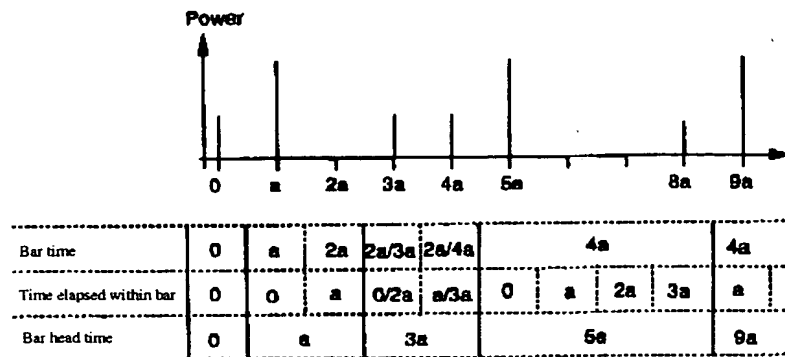 Power
0 a 2a 3a 4a 5a 8a 9a
Bar time 0 a 2a 2a/3a 2a/4a 4a 4a
Time elapsed within bar 0 0 a 0/2a a/3a 0 a 2a 3a a
Bar head time 0 a 3a 5a 9a